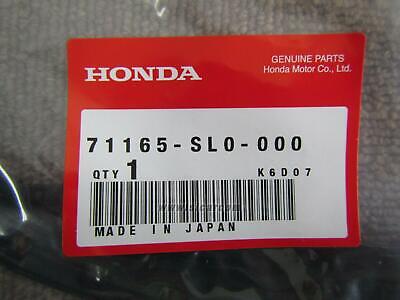 HONDA
GENUINE PARTS
Honda Motor Co., Ltd.
71165-SL0-000
QTY 1 K6D07
MADE IN JAPAN